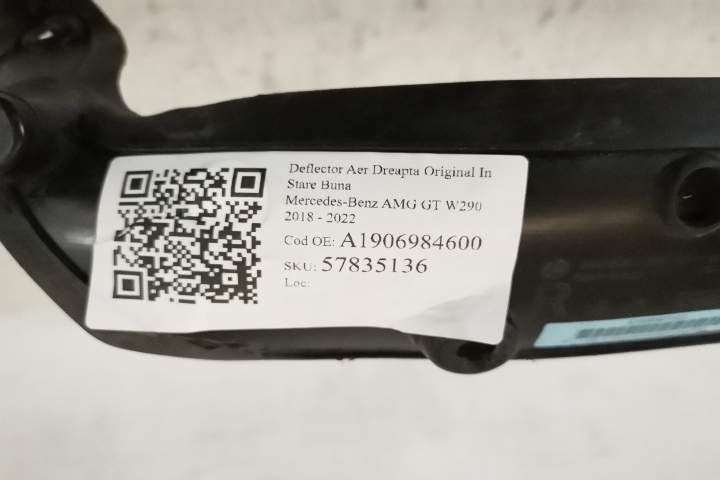 Deflector Aer Dreapta Original In
Stare Buna
Mercedes-Benz AMG GT W290
2018 - 2022
Cod OE: A1906984600
SKU: 57835136
Loc: